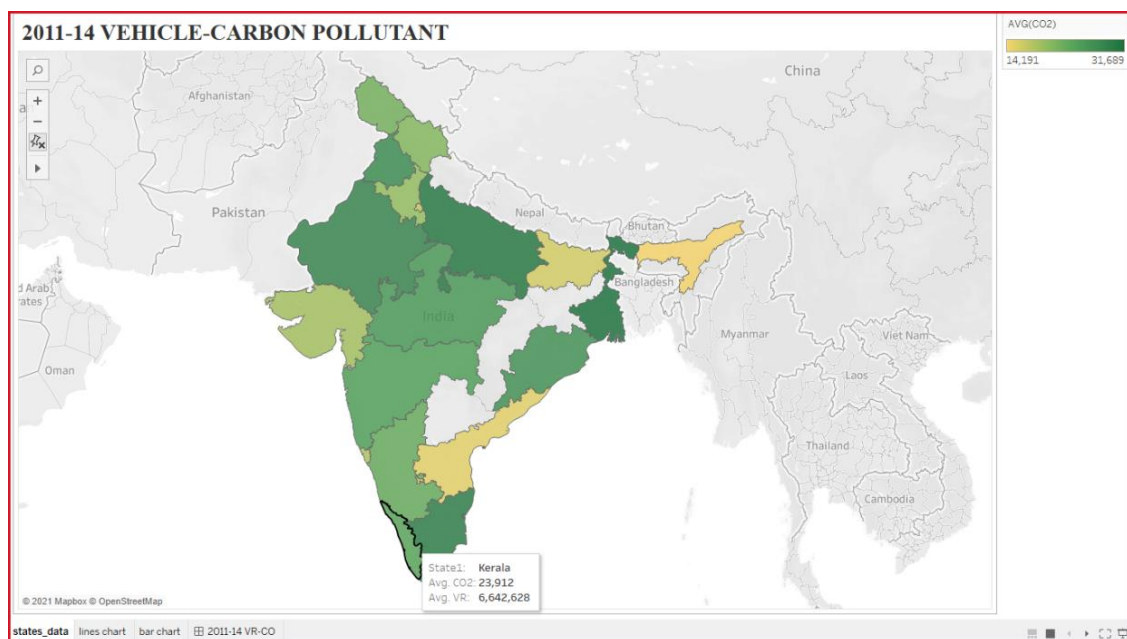 2011-14 VEHICLE-CARBON POLLUTANT
AVG(CO2)
14,191 31,689
China
Afghanistan
Pakistan
Nepal
Bhutan
Bangladesh
India
Myanmar
Viet Nam
Laos
Oman
Thailand
Cambodia
State1: Kerala
Avg. CO2: 23,912
Avg. VR: 6,642,628
© 2021 Mapbox © OpenStreetMap
states_data lines chart bar chart 2011-14 VR-CO